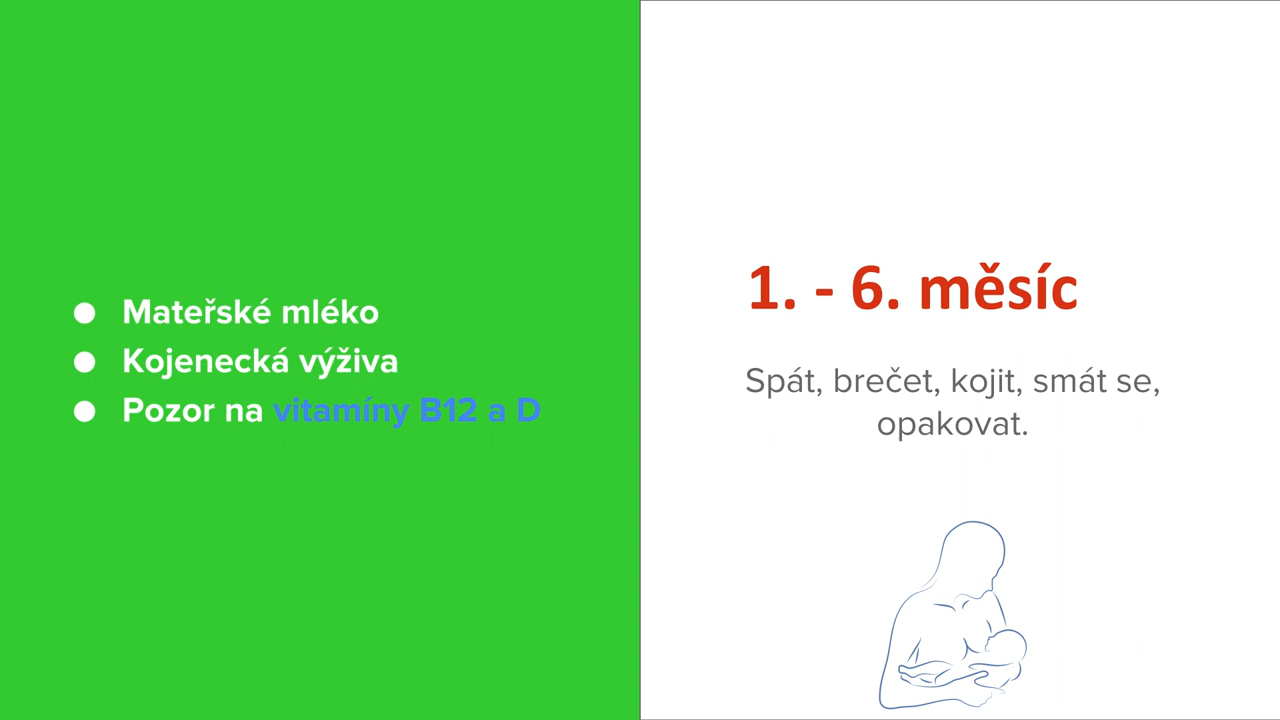 ● Mateřské mléko
● Kojenecká výživa
● Pozor na vitamíny B12 a D
1. - 6. měsíc
Spát, brečet, kojit, smát se,
opakovat.